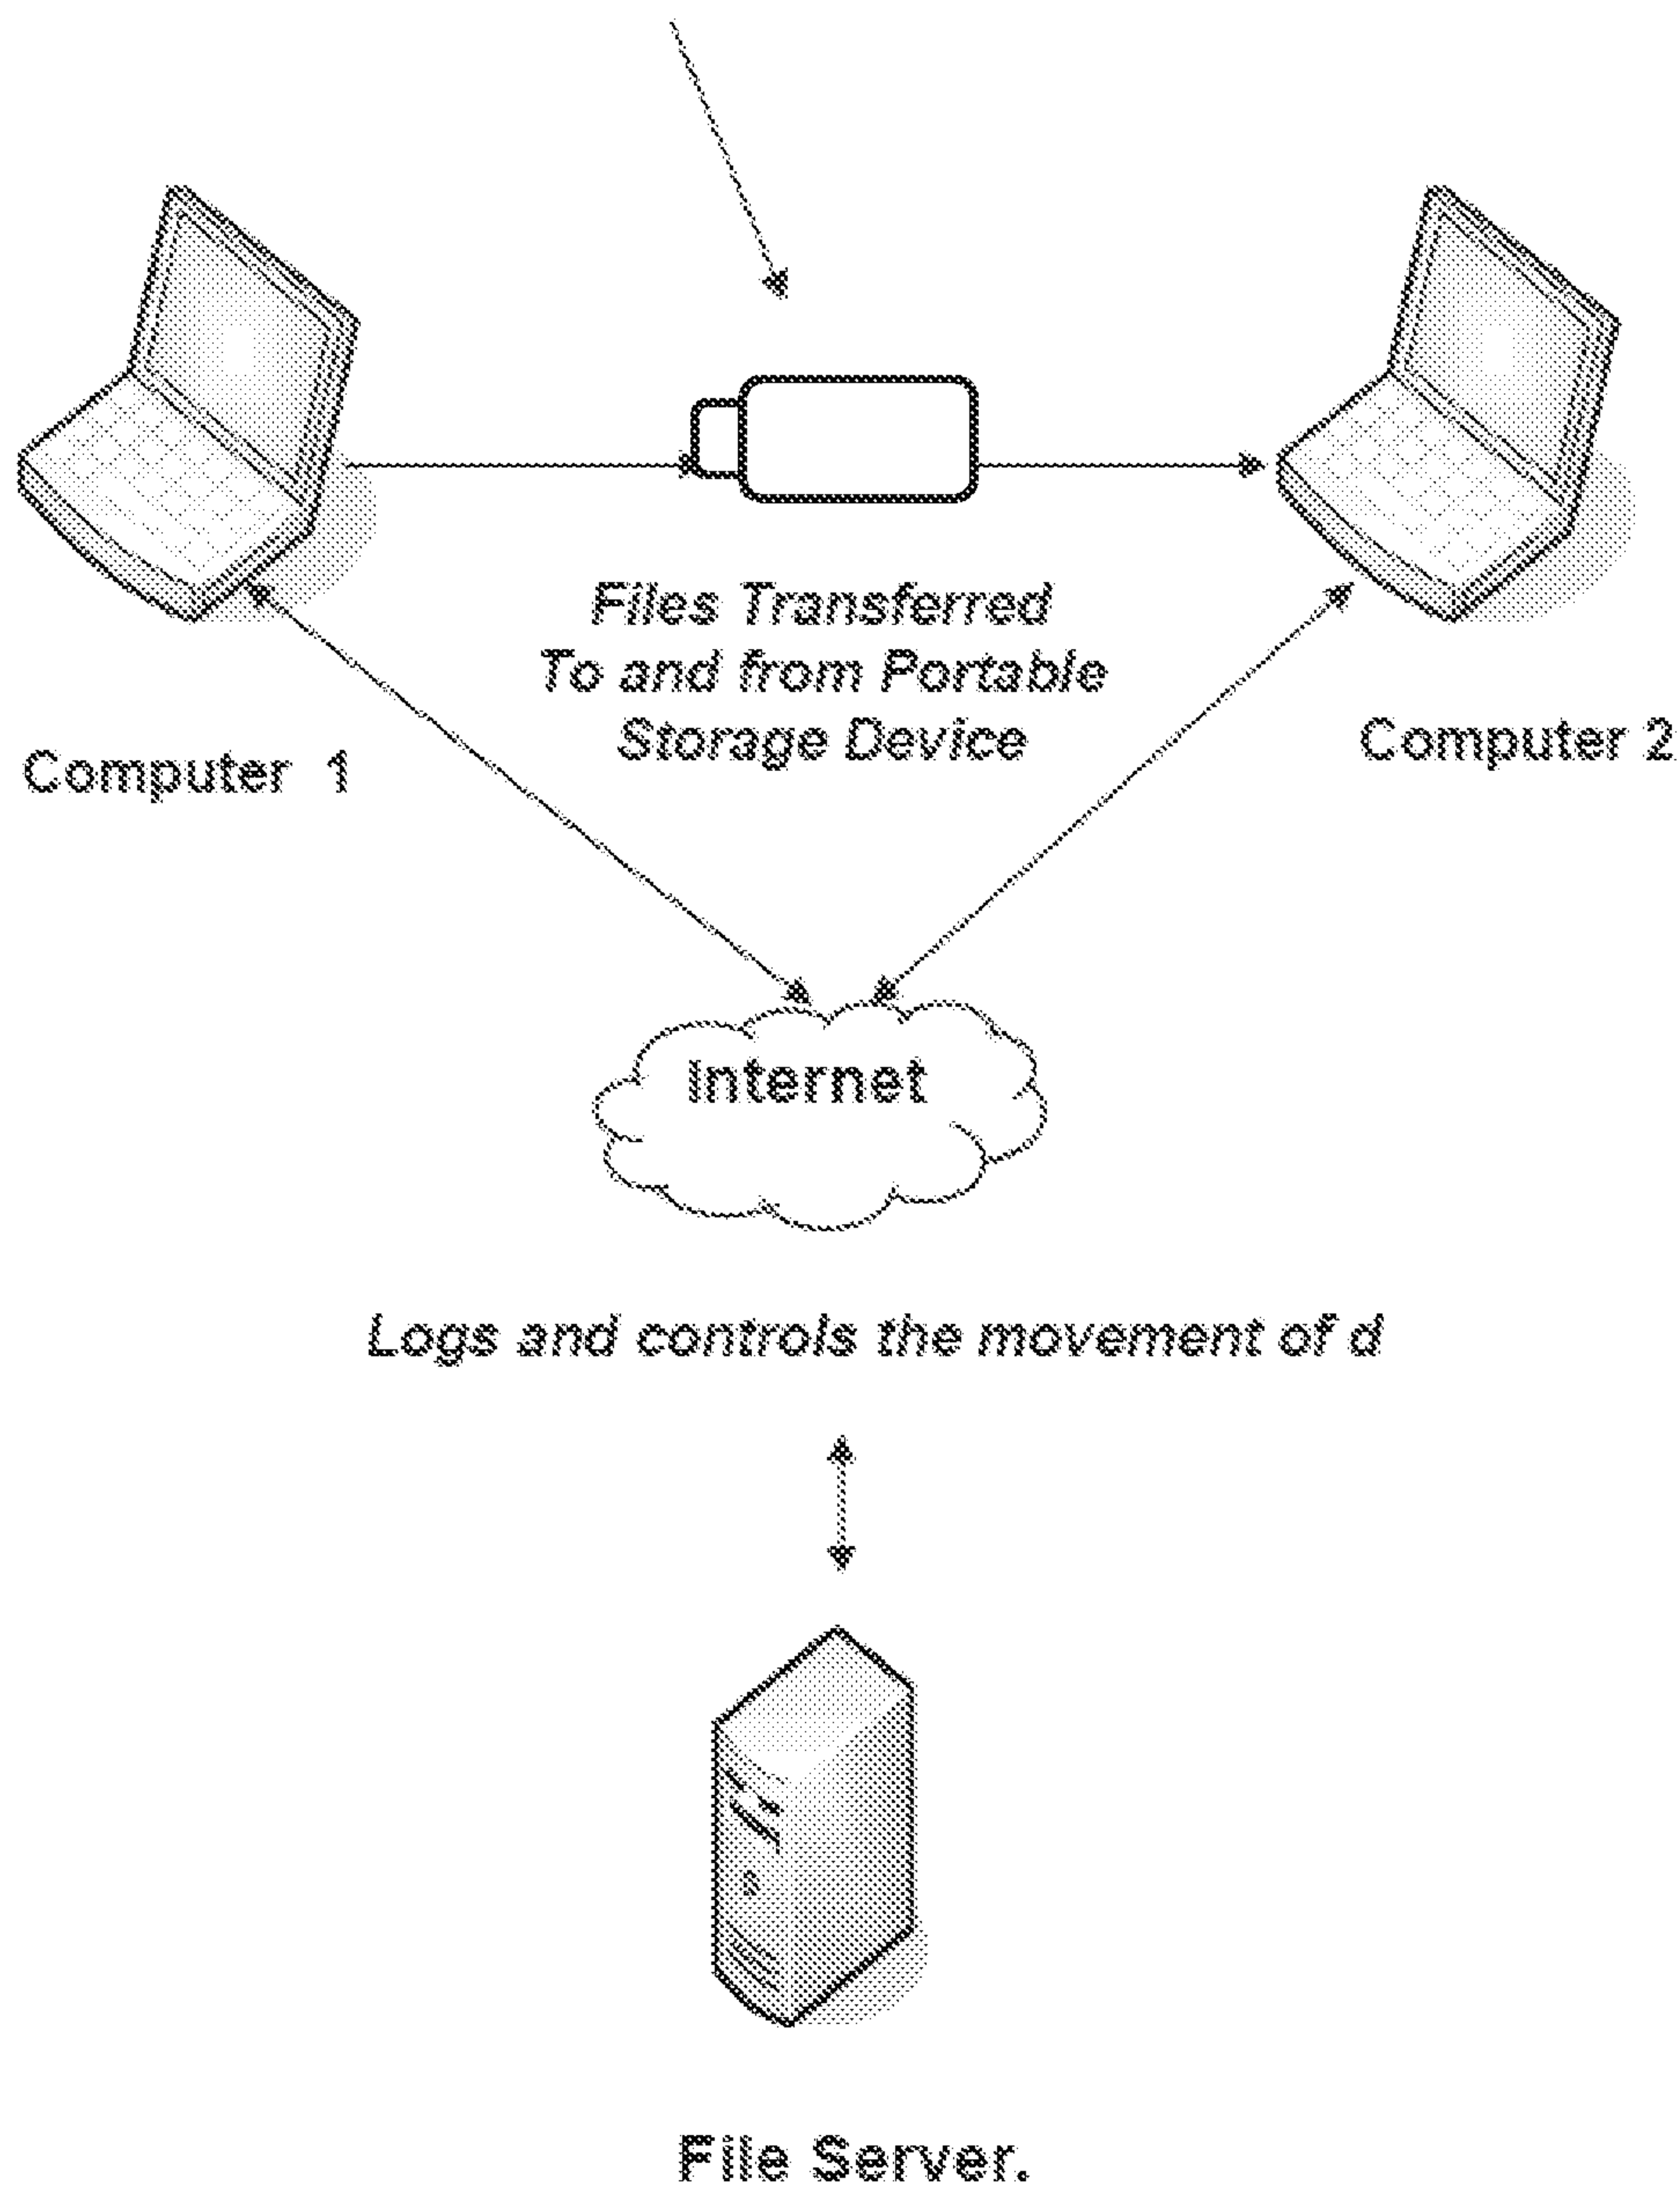 Files Transferred
To and from Portable
Storage Device
Computer 1
Computer 2
Internet
Logs and controls the movement of d
File Server.